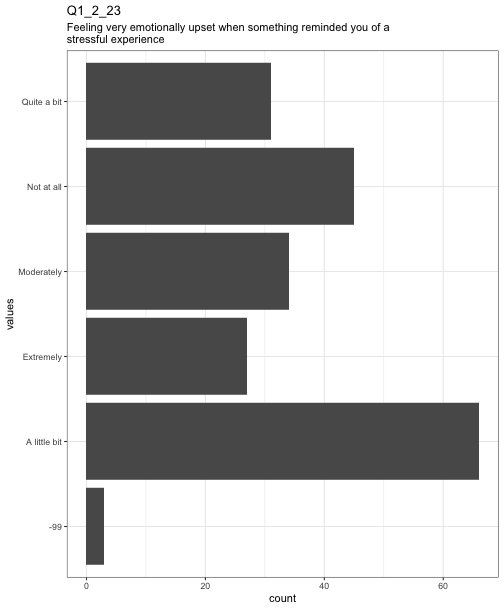 Q1_2_23
Feeling very emotionally upset when something reminded you of a
stressful experience
Quite a bit
Not at all
Moderately
Extremely
A little bit
-99
values
0 20 40 60
count